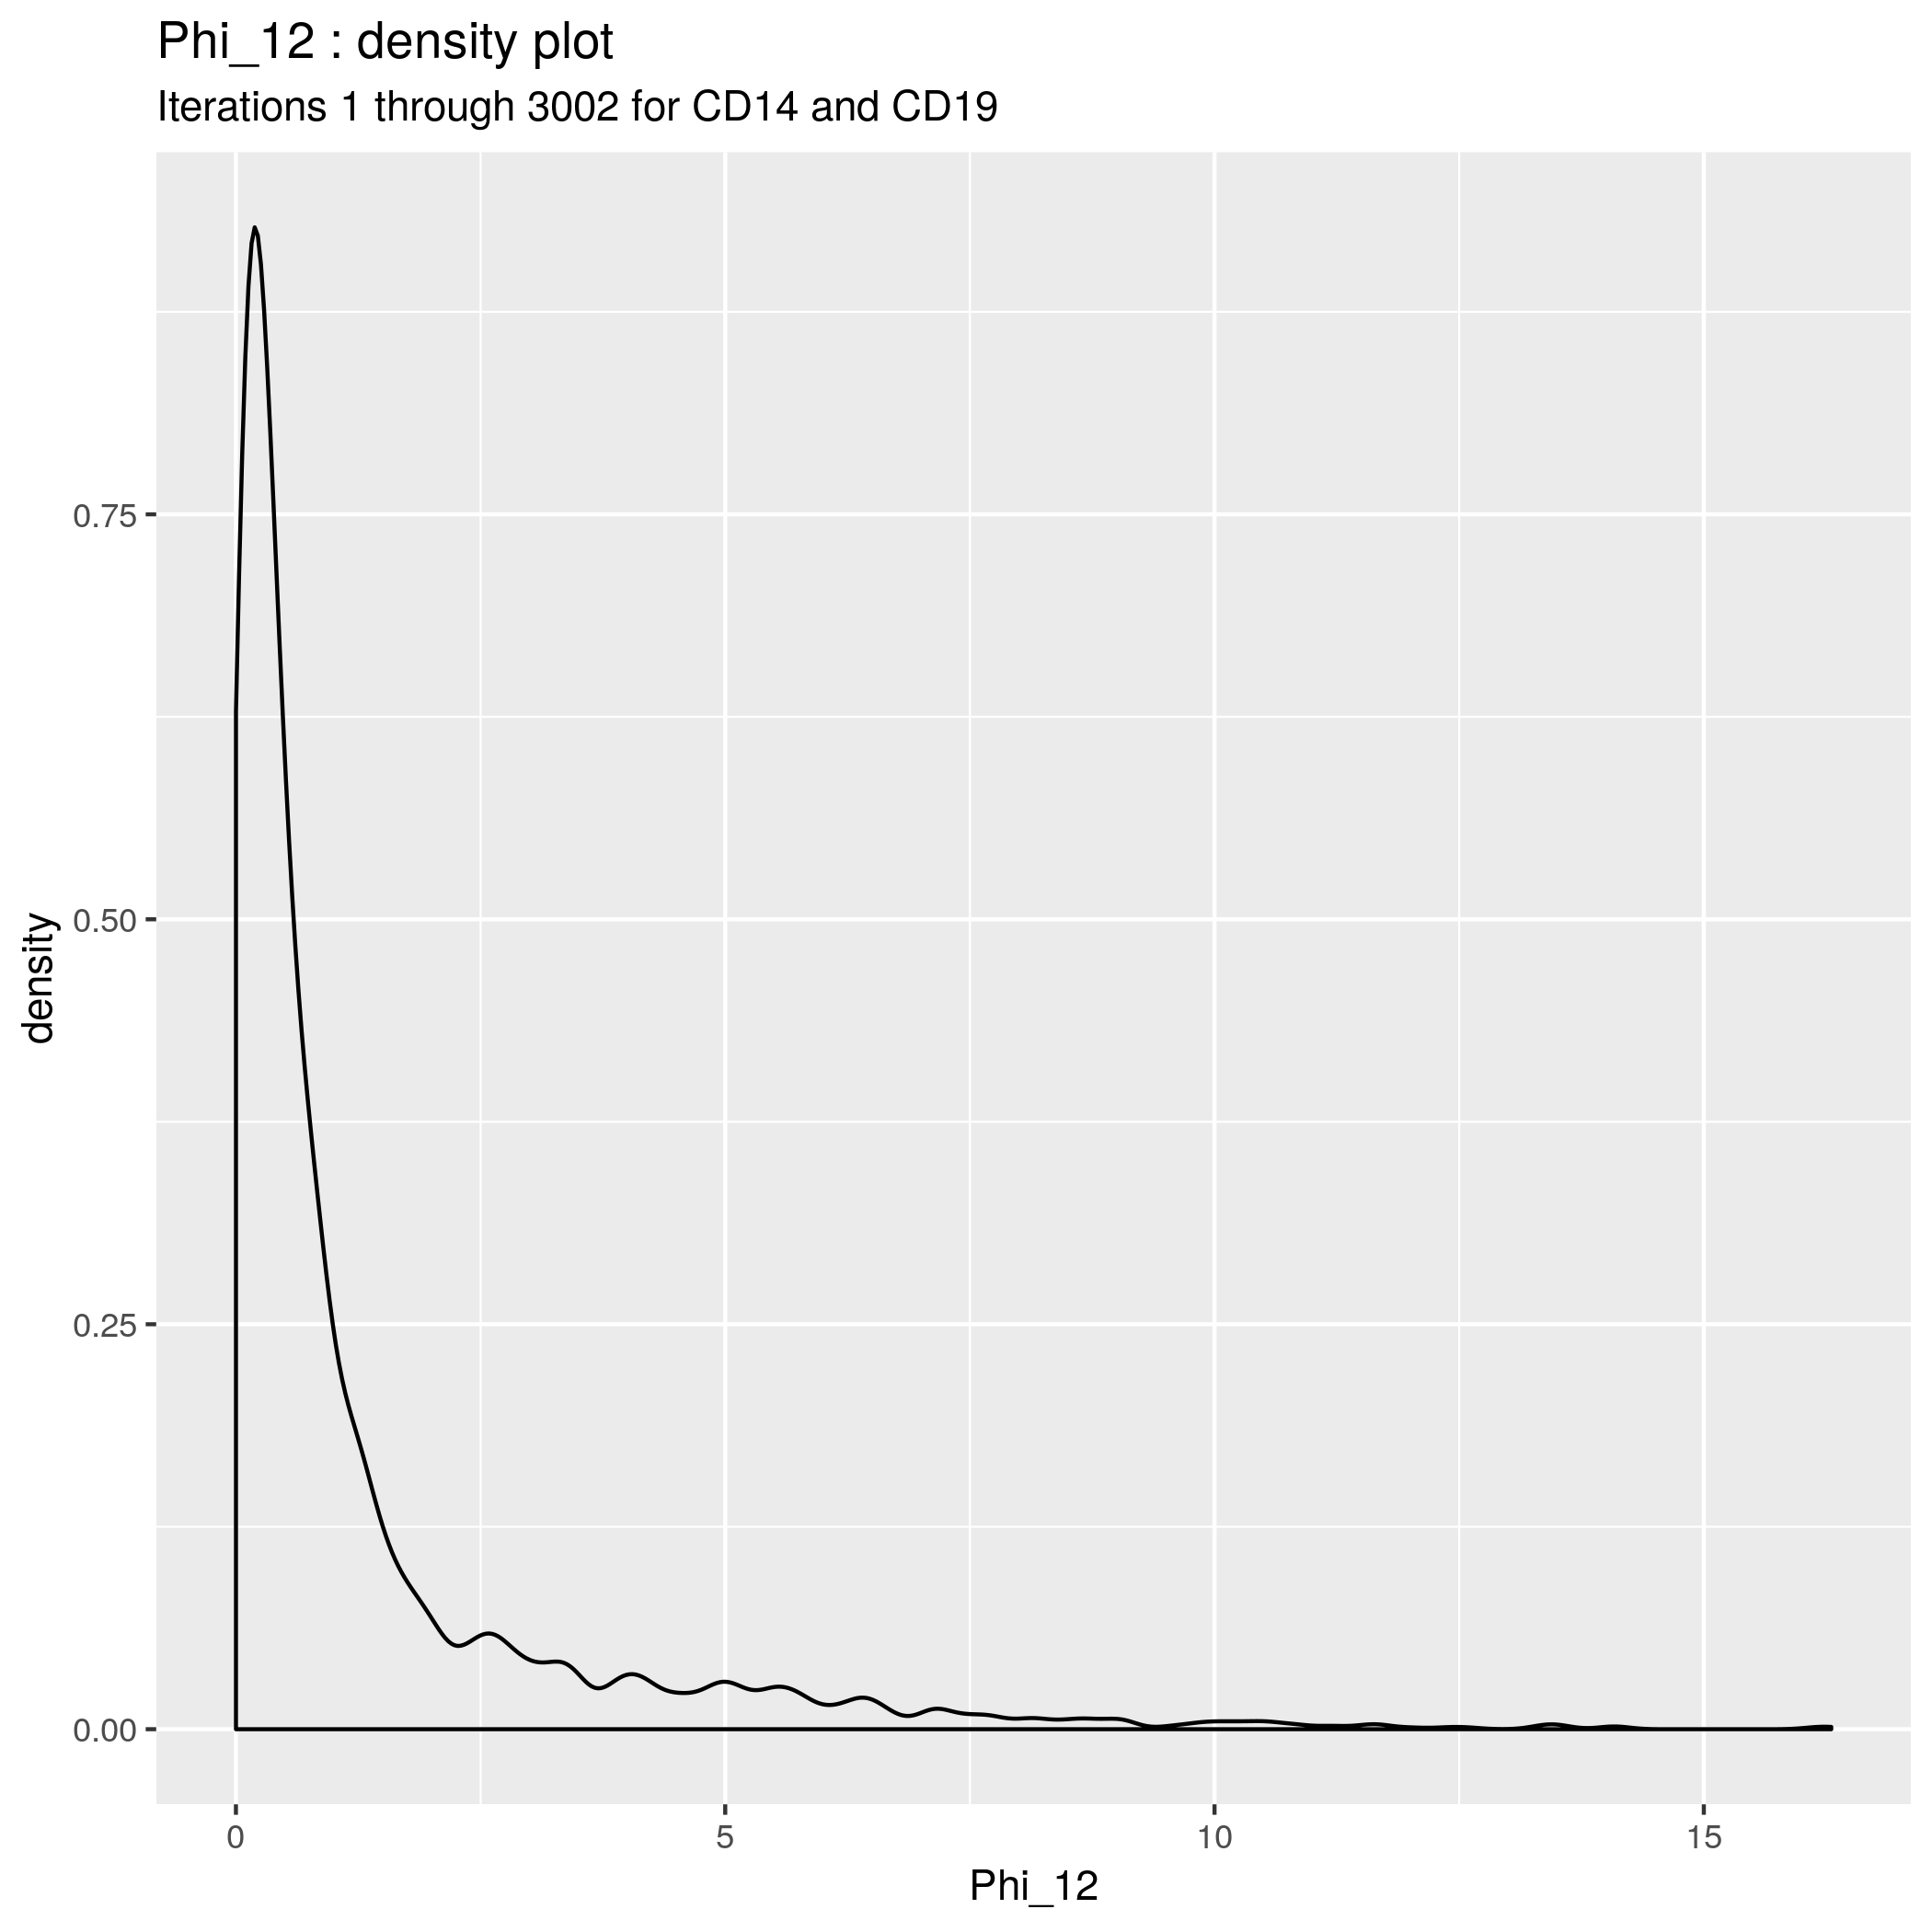 Phi_12 : density plot
Iterations 1 through 3002 for CD14 and CD19
density
0.75
0.50
0.25
0.00
0
5
10
15
Phi_12